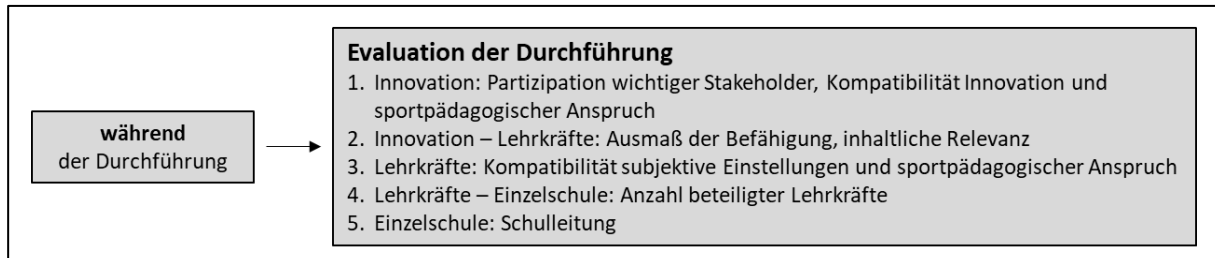 während
der Durchführung
Evaluation der Durchführung
1. Innovation: Partizipation wichtiger Stakeholder, Kompatibilität Innovation und
sportpädagogischer Anspruch
2. Innovation – Lehrkräfte: Ausmaß der Befähigung, inhaltliche Relevanz
3. Lehrkräfte: Kompatibilität subjektive Einstellungen und sportpädagogischer Anspruch
4. Lehrkräfte – Einzelschule: Anzahl beteiligter Lehrkräfte
5. Einzelschule: Schulleitung